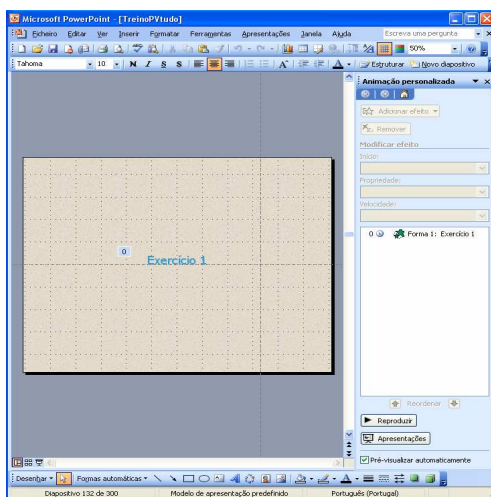 Microsoft PowerPoint - [TreinoPVtudo]
Ficheiro Editar Ver Inserir Formatar Ferramentas Apresentações Janela Ajuda Escreva uma pergunta
50%
Tahoma 10 N I S S Estruturar Novo diapositivo
Animação personalizada
Adicionar efeito
Remover
Modificar efeito
Início:
Propriedade:
Velocidade:
0 Forma 1: Exercício 1
0
Exercício 1
Reordenar
Reproduzir
Apresentações
Pré-visualizar automaticamente
Desenhar Formas automáticas
Diapositivo 132 de 300 Modelo de apresentação predefinido Português (Portugal)